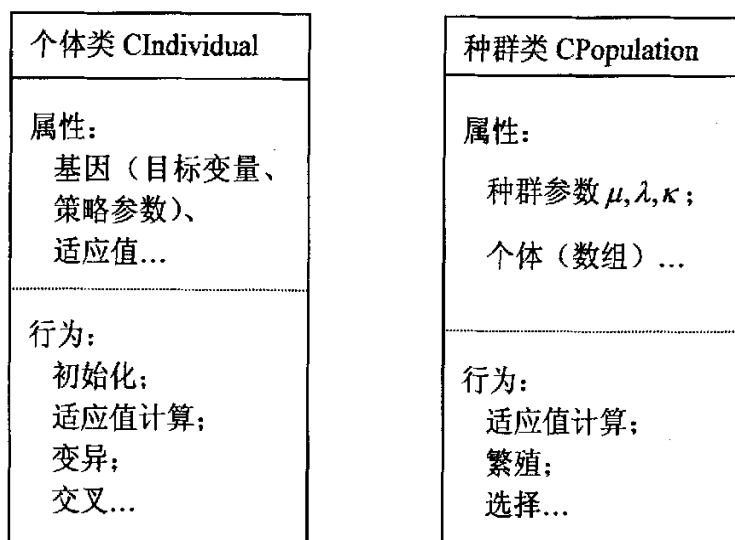 个体类 CIndividual
属性：
基因（目标变量、
策略参数）、
适应值...
行为：
初始化；
适应值计算；
变异；
交叉...
种群类 CPopulation
属性：
种群参数 μ,λ,κ；
个体（数组）...
行为：
适应值计算；
繁殖；
选择...